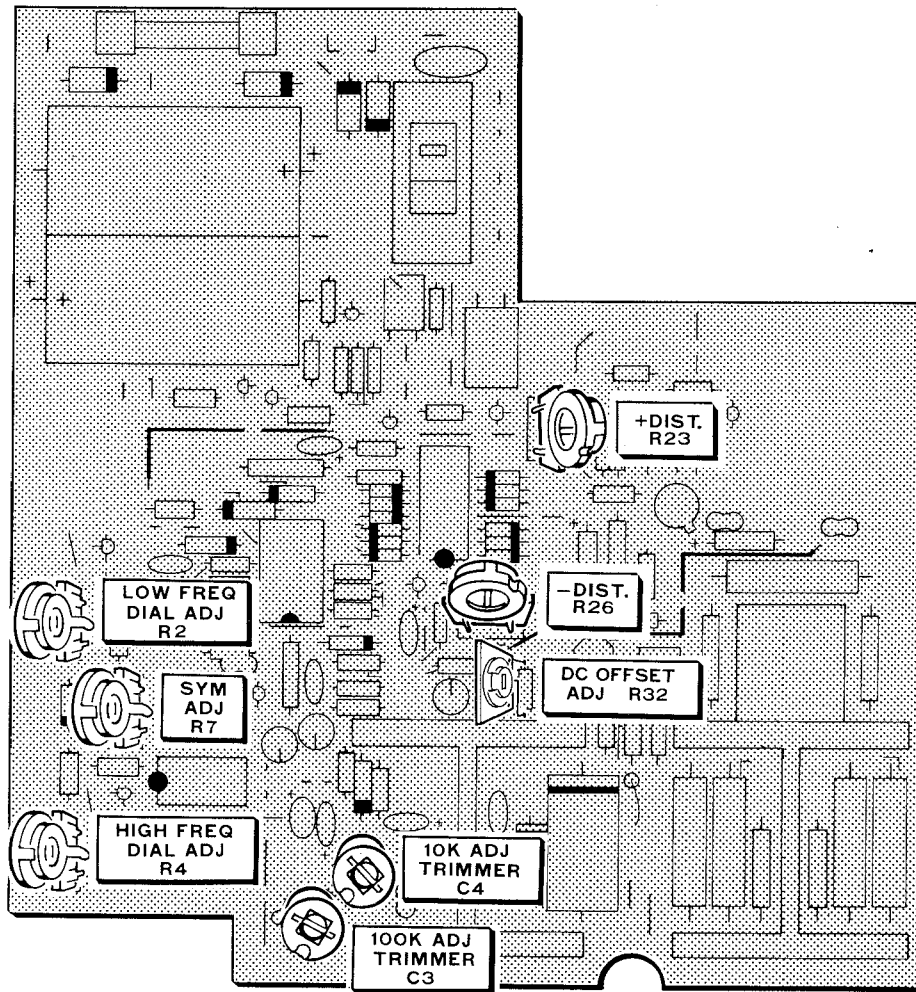 +DIST.
R23
LOW FREQ
DIAL ADJ
R2
−DIST.
R26
SYM
ADJ
R7
DC OFFSET
ADJ R32
HIGH FREQ
DIAL ADJ
R4
10K ADJ
TRIMMER
C4
100K ADJ
TRIMMER
C3